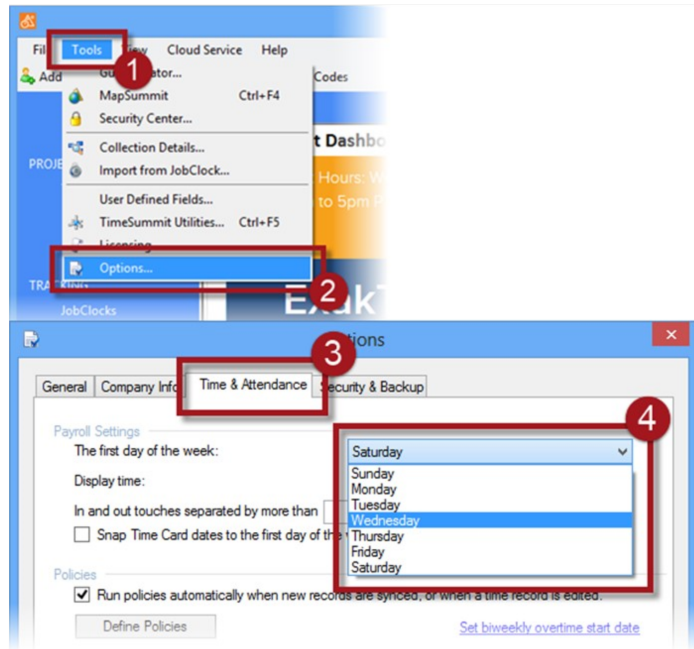 Fil Tools View Cloud Service Help
1
Add
Codes
MapSummit Ctrl+F4
Security Center...
t Dashbo
Collection Details...
PROJE
Import from JobClock...
Hours: W
User Defined Fields...
to 5pm P
TimeSummit Utilities... Ctrl+F5
Licensing
Options...
2
TRACKING
ExakT
JobClocks
3
tions
General Company Info Time & Attendance Security & Backup
4
Payroll Settings
The first day of the week: Saturday
Sunday
Display time:
Monday
Tuesday
In and out touches separated by more than
Wednesday
Snap Time Card dates to the first day of the
Thursday
Friday
Saturday
Policies
Run policies automatically when new records are synced, or when a time record is edited.
Define Policies Set biweekly overtime start date